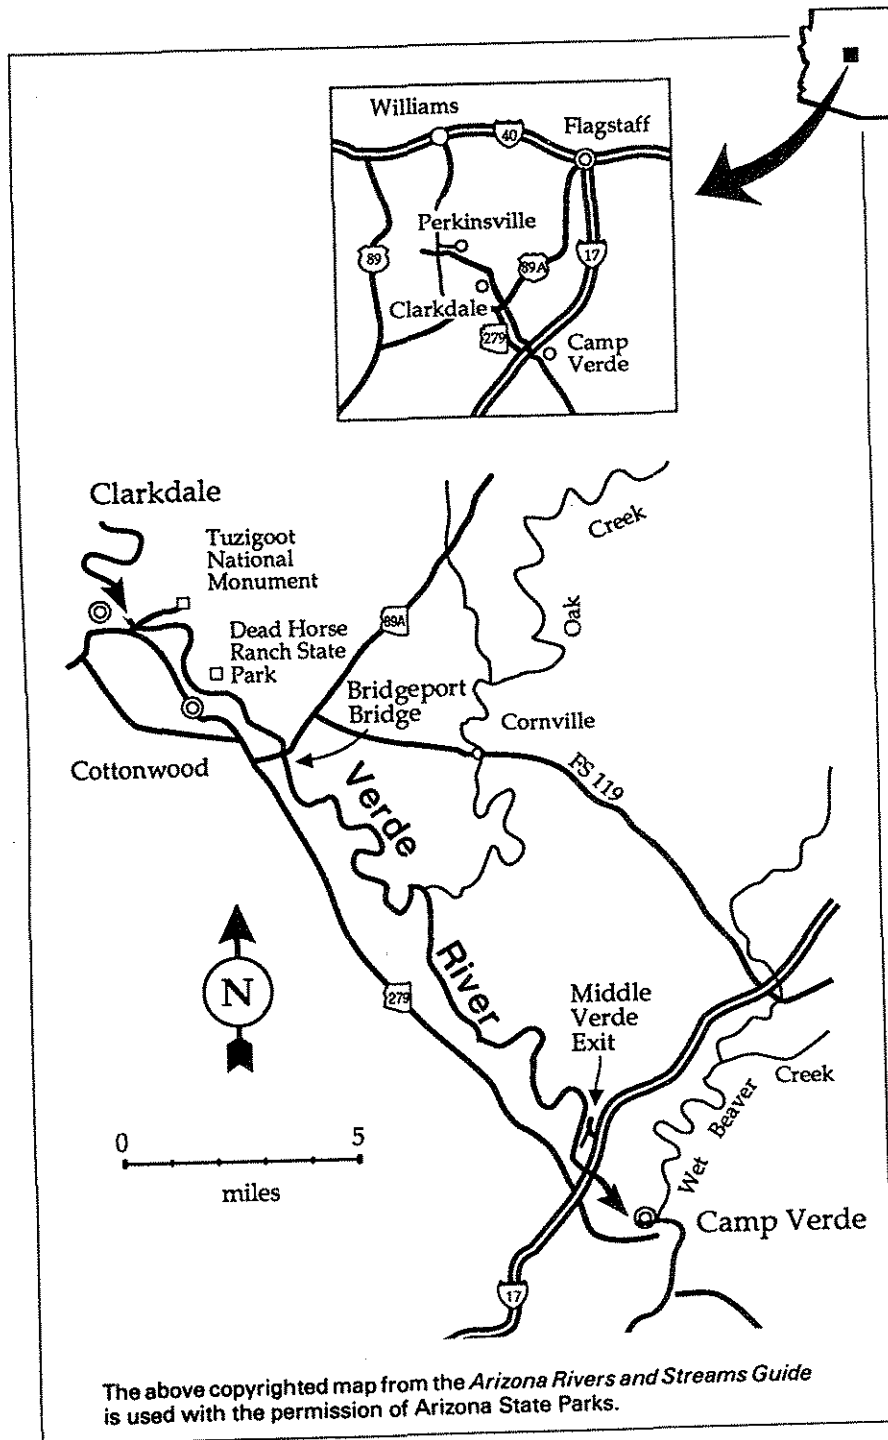 Williams
40
Flagstaff
Perkinsville
89
89A
17
Clarkdale
279
Camp
Verde
Clarkdale
Tuzigoot
National
Monument
Creek
Oak
89A
Dead Horse
Ranch State
Park
Bridgeport
Bridge
Cornville
Cottonwood
FS 119
Verde
River
N
279
Middle
Verde
Exit
Creek
Beaver
Wet
0
5
miles
Camp Verde
17
The above copyrighted map from the Arizona Rivers and Streams Guide
is used with the permission of Arizona State Parks.